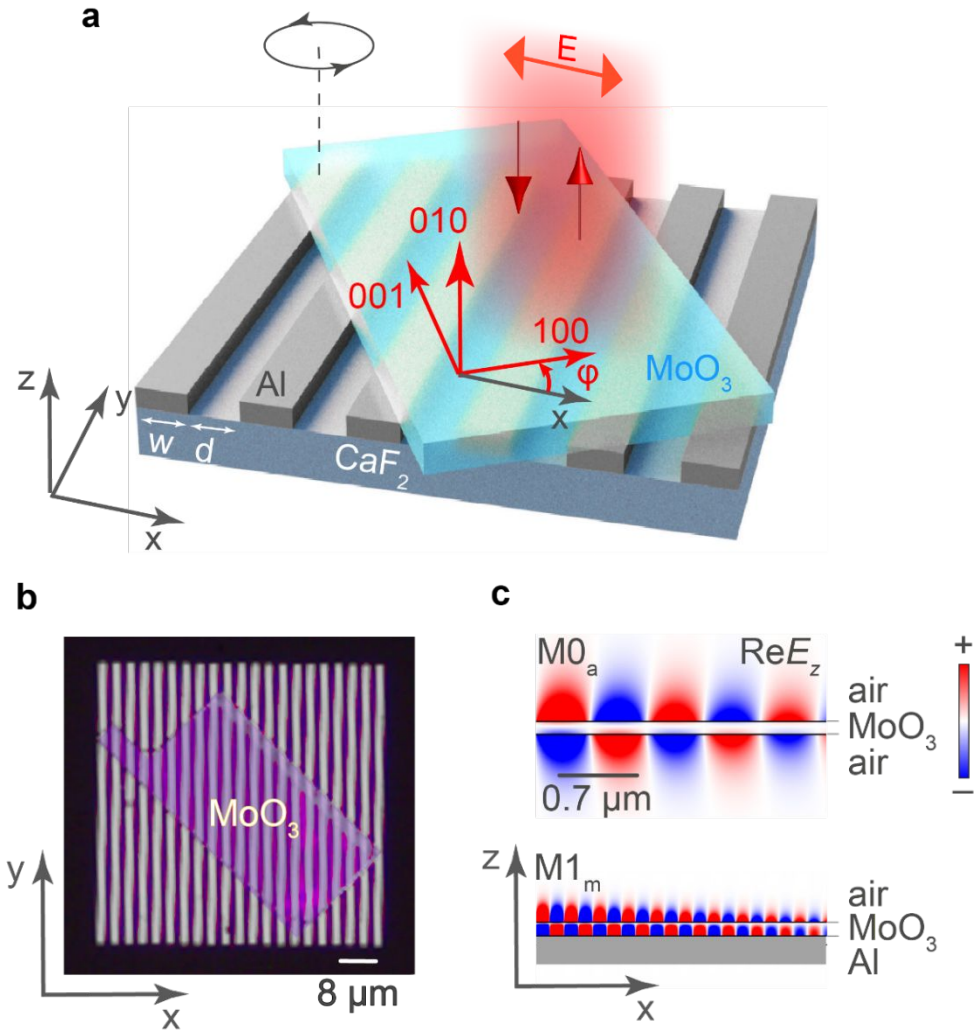 a
E
010
001
100
φ
MoO₃
x
Al
z
y
w
d
CaF₂
x
b
c
MoO₃
y
8 μm
x
M0ₐ
ReE_z
+
air
MoO₃
air
0.7 μm
–
z
M1ₘ
air
MoO₃
Al
x